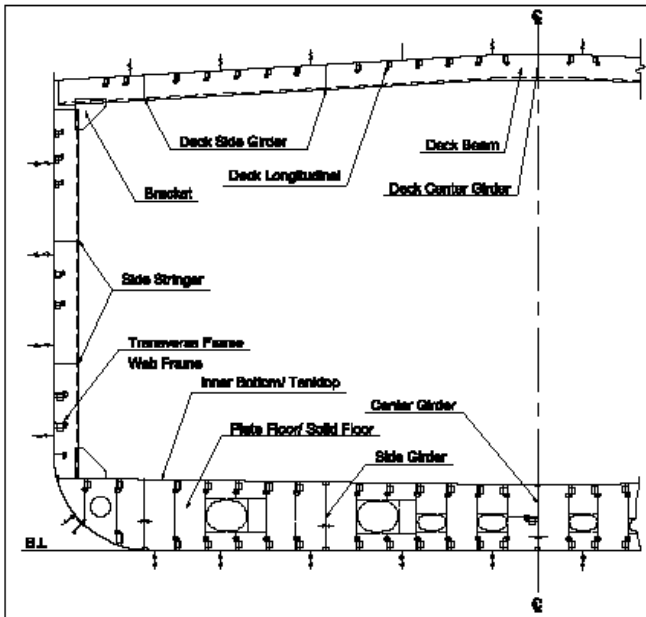 Deck Side Girder
Deck Beam
Deck Longitudinal
Deck Center Girder
Bracket
Side Stringer
Transverse Frame
Web Frame
Inner Bottom/ Tanktop
Center Girder
Plate Floor/ Solid Floor
Side Girder